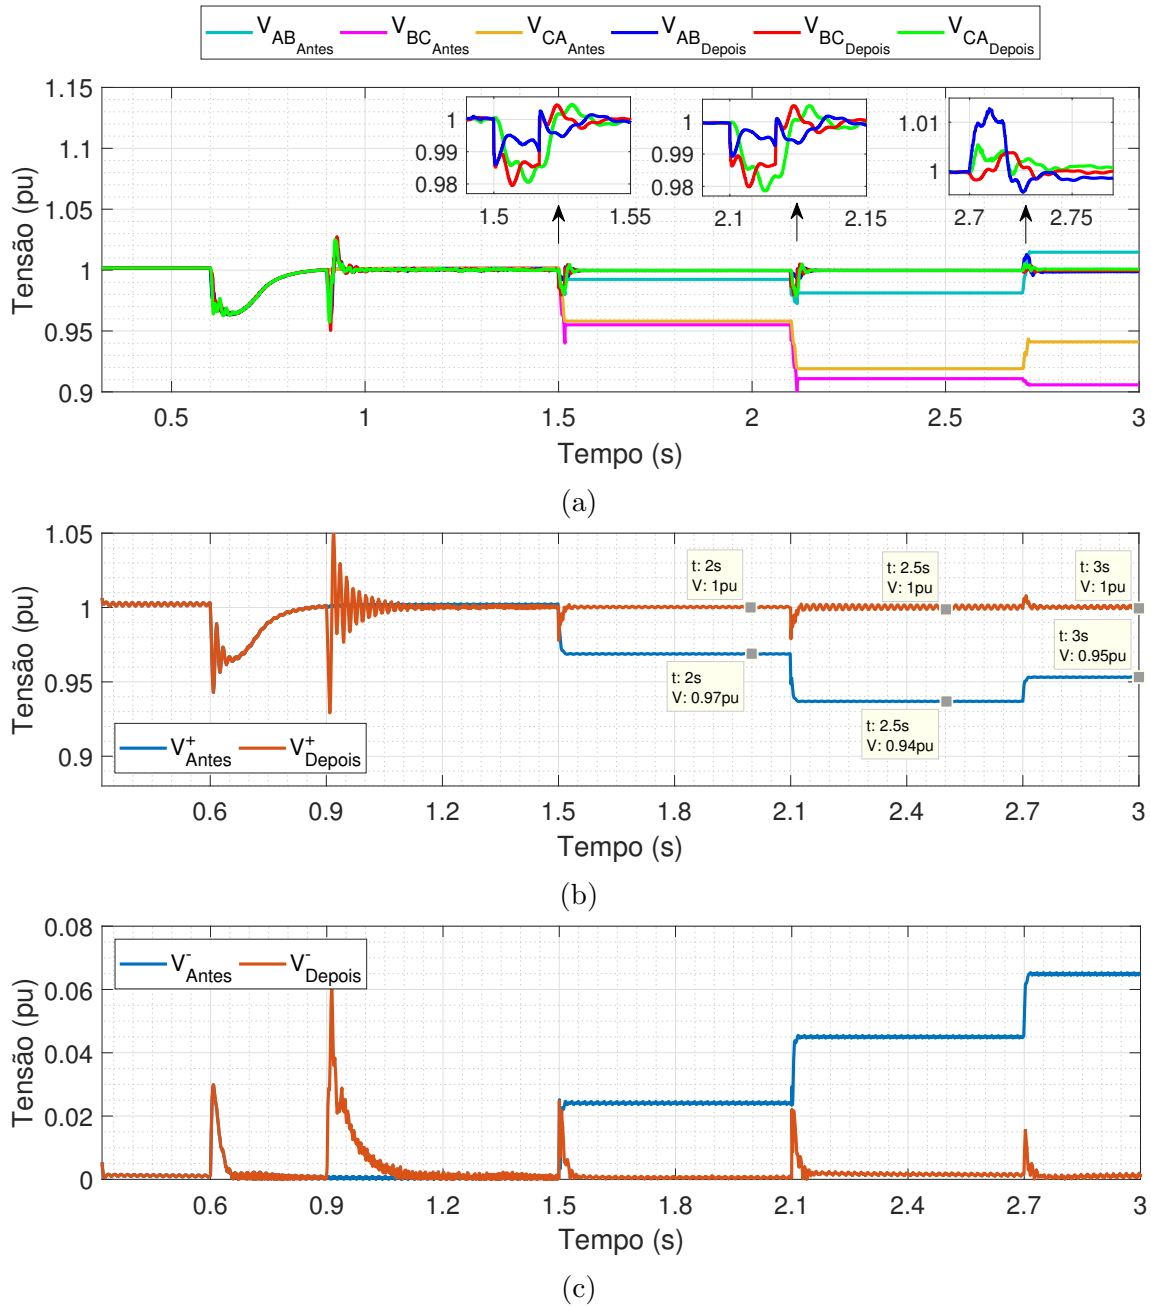 V_AB_Antes V_BC_Antes V_CA_Antes V_AB_Depois V_BC_Depois V_CA_Depois
1.15
1.1
1.05
1
0.95
0.9
Tensão (pu)
1
0.99
0.98
1.5 1.55
1
0.99
0.98
2.1 2.15
1.01
1
2.7 2.75
0.5 1 1.5 2 2.5 3
Tempo (s)
(a)
1.05
1
0.95
0.9
Tensão (pu)
t: 2s
V: 1pu
t: 2.5s
V: 1pu
t: 3s
V: 1pu
t: 2s
V: 0.97pu
t: 2.5s
V: 0.94pu
t: 3s
V: 0.95pu
V+Antes V+Depois
0.6 0.9 1.2 1.5 1.8 2.1 2.4 2.7 3
Tempo (s)
(b)
0.08
0.06
0.04
0.02
0
Tensão (pu)
V-Antes V-Depois
0.6 0.9 1.2 1.5 1.8 2.1 2.4 2.7 3
Tempo (s)
(c)